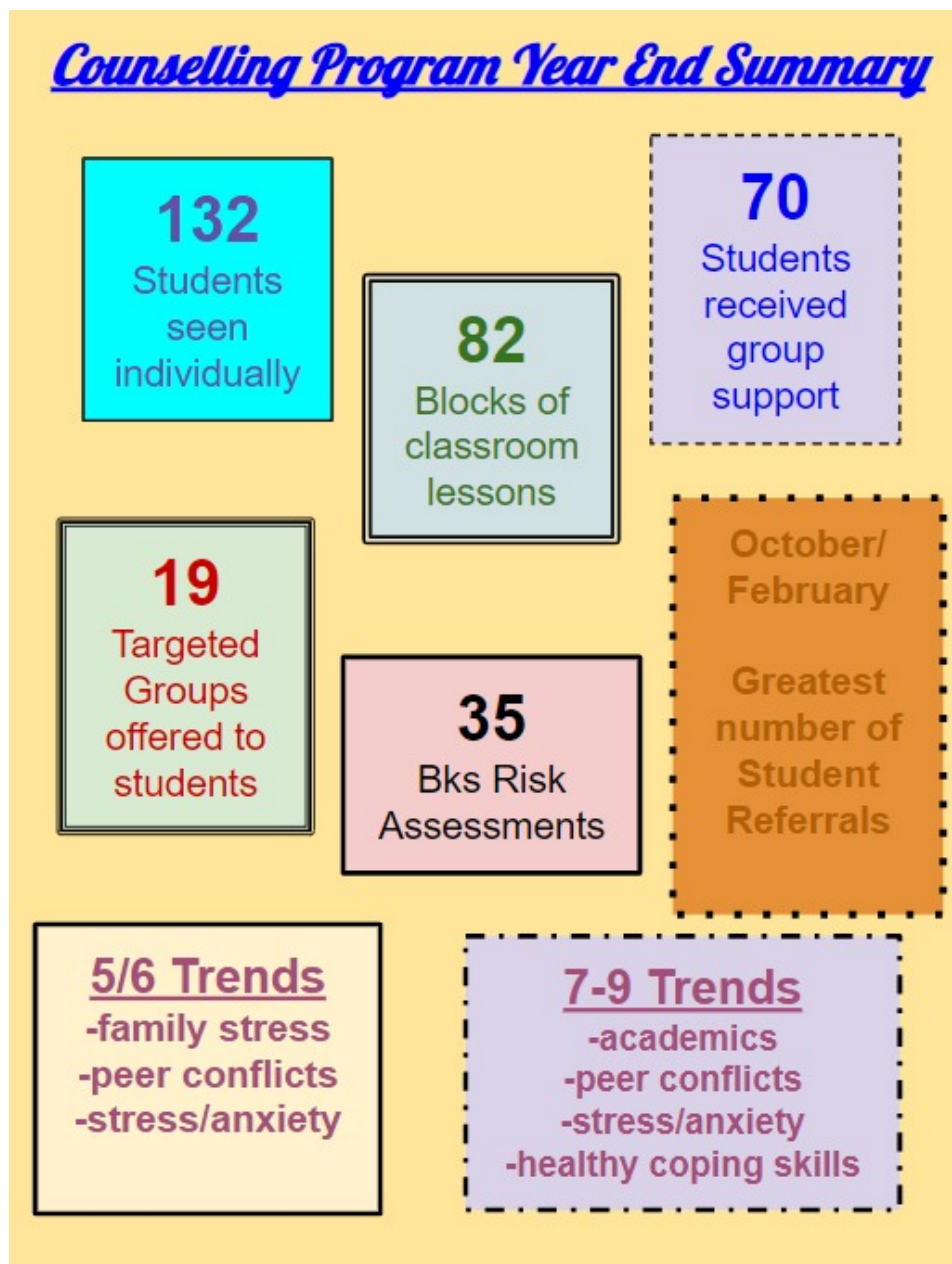 Counselling Program Year End Summary
132
Students
seen
individually
70
Students
received
group
support
82
Blocks of
classroom
lessons
19
Targeted
Groups
offered to
students
October/
February
Greatest
number of
Student
Referrals
35
Bks Risk
Assessments
5/6 Trends
-family stress
-peer conflicts
-stress/anxiety
7-9 Trends
-academics
-peer conflicts
-stress/anxiety
-healthy coping skills